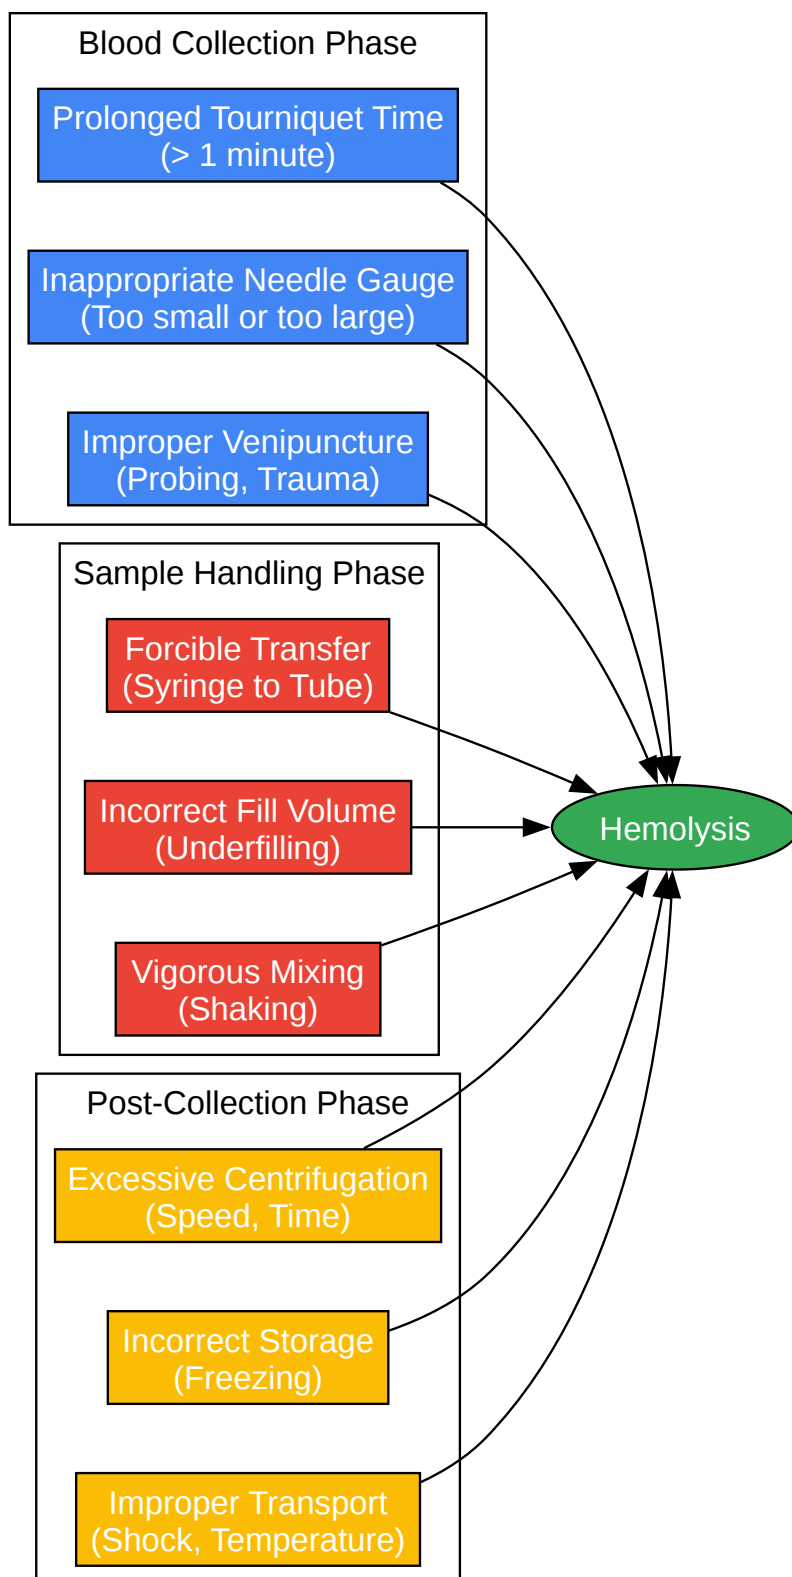 Blood Collection Phase
Prolonged Tourniquet Time
(> 1 minute)
Inappropriate Needle Gauge
(Too small or too large)
Improper Venipuncture
(Probing, Trauma)
Sample Handling Phase
Forcible Transfer
(Syringe to Tube)
Incorrect Fill Volume
(Underfilling)
Vigorous Mixing
(Shaking)
Hemolysis
Post-Collection Phase
Excessive Centrifugation
(Speed, Time)
Incorrect Storage
(Freezing)
Improper Transport
(Shock, Temperature)